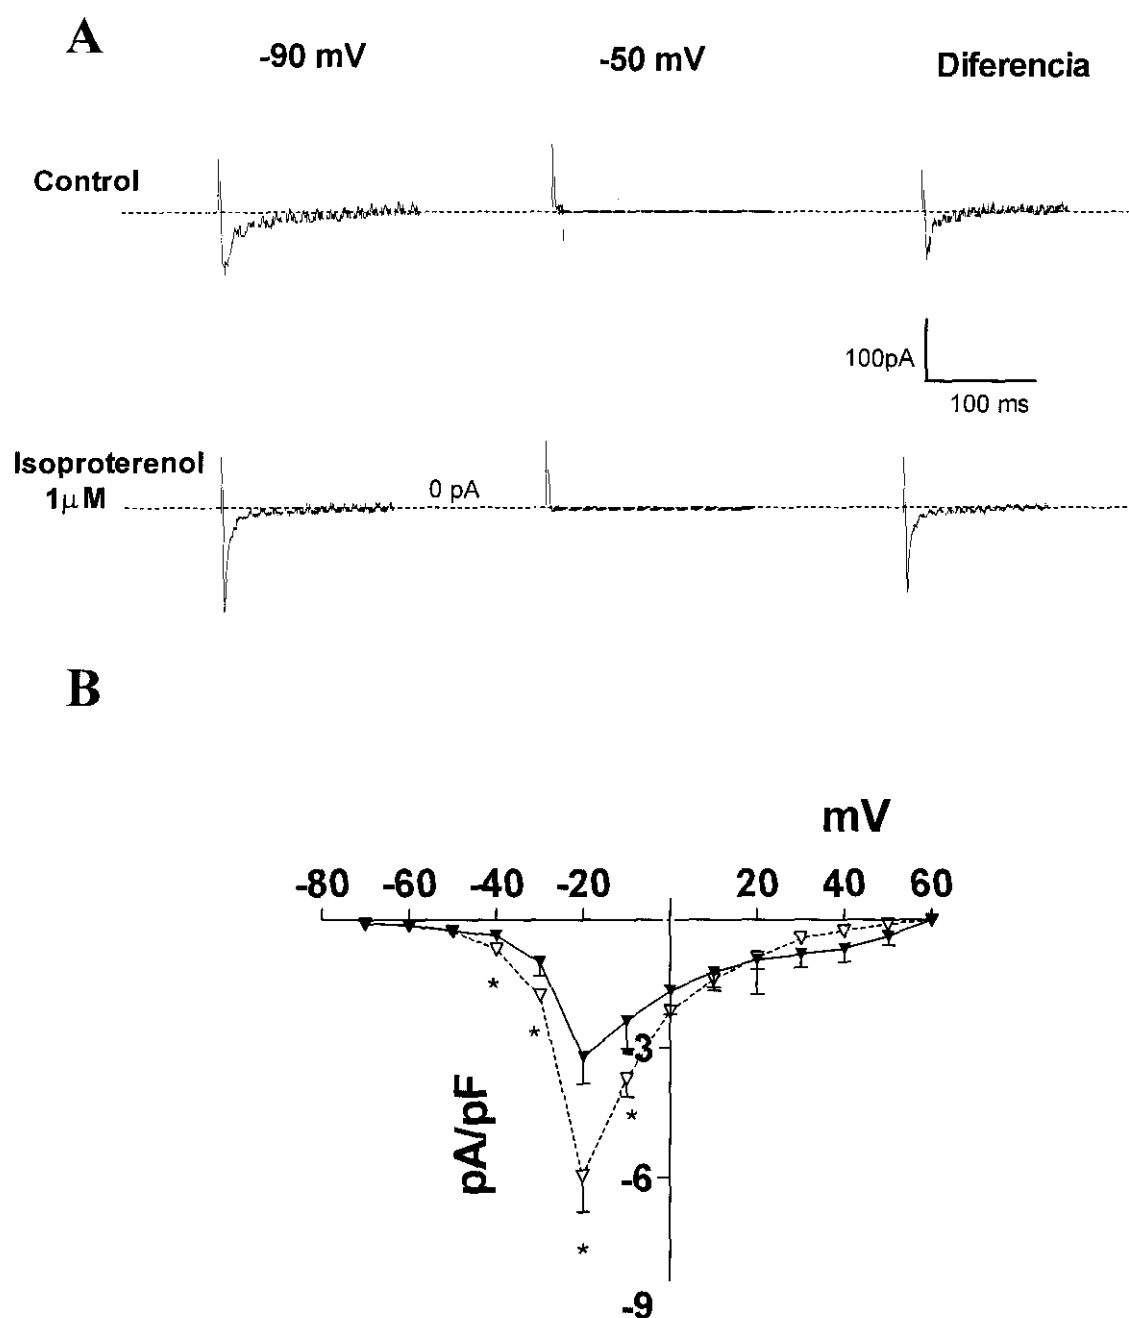 A
-90 mV
-50 mV
Diferencia
Control
100pA
100 ms
Isoproterenol
1µM
0 pA
B
mV
-80 -60 -40 -20 20 40 60
*
*
-3
*
pA/pF
-6
*
-9